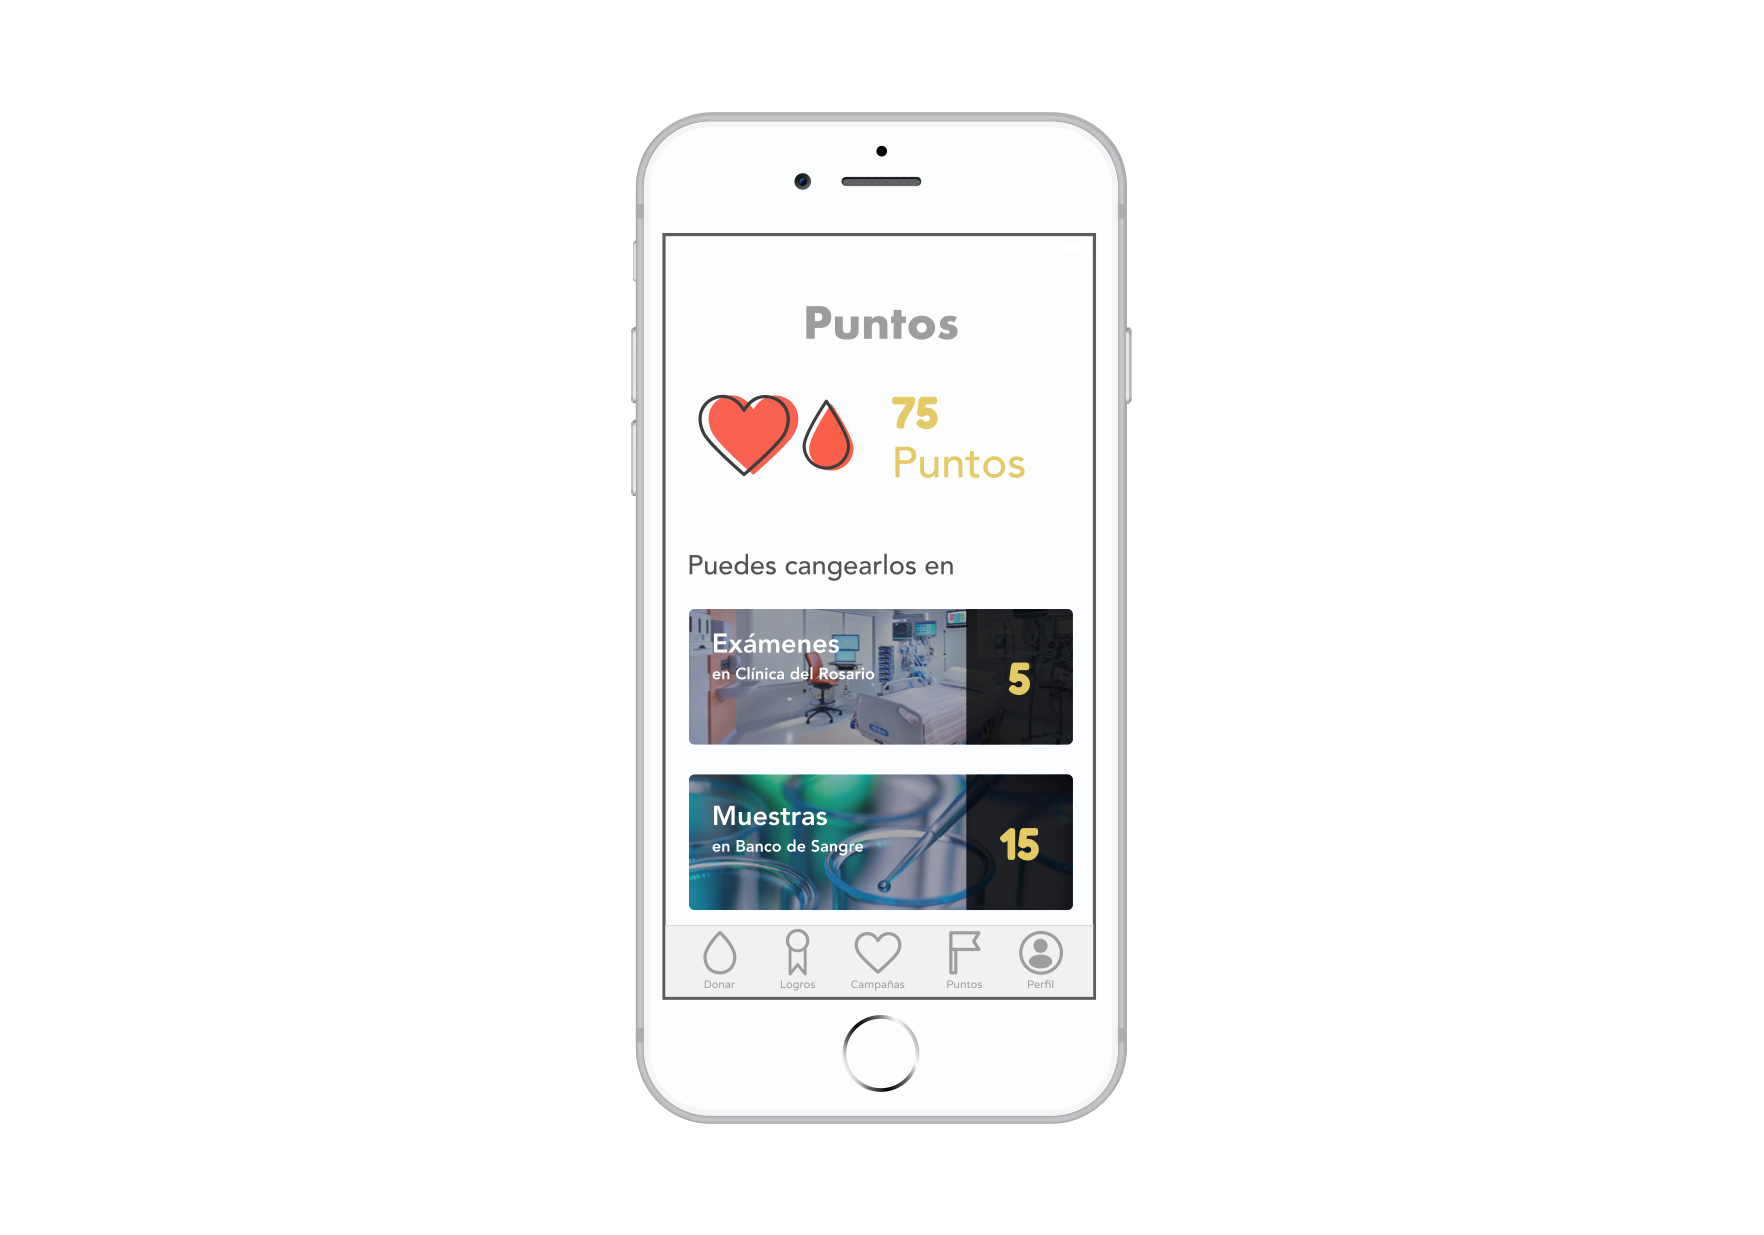 Puntos
75
Puntos
Puedes cangearlos en
Exámenes
en Clínica del Rosario
5
Muestras
en Banco de Sangre
15
Donar
Logros
Campañas
Puntos
Perfil